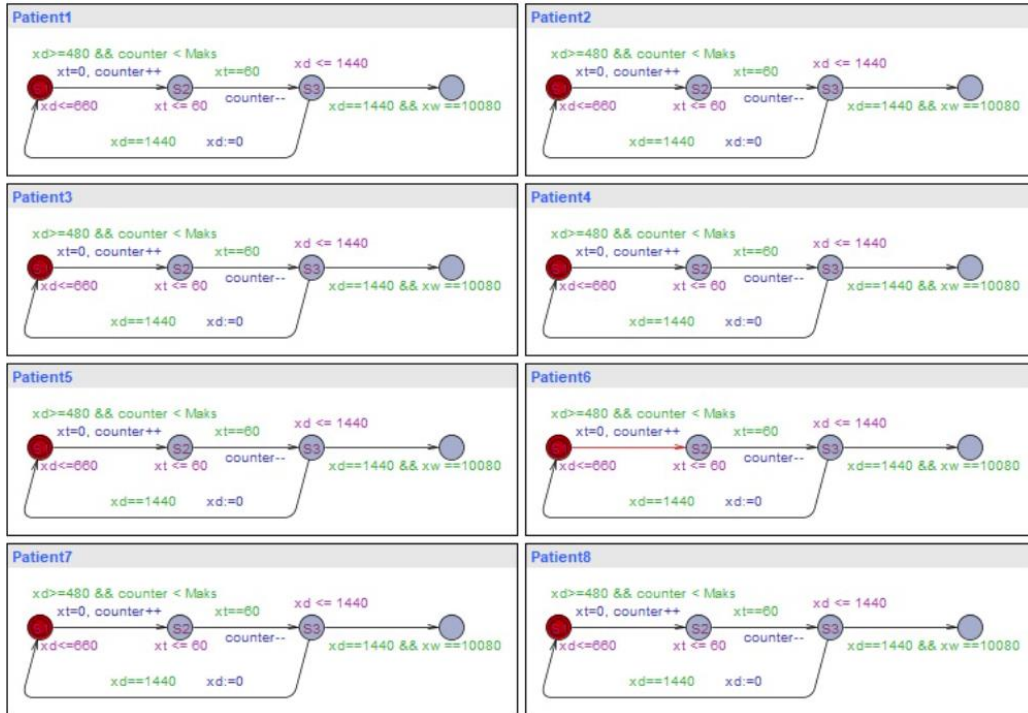 Patient1
xd>=480 && counter < Maks
xt=0, counter++ xt==60 xd <= 1440
S1 S2 S3
xd<=660 xt <= 60 counter-- xd==1440 && xw ==10080
xd==1440 xd:=0
Patient2
xd>=480 && counter < Maks
xt=0, counter++ xt==60 xd <= 1440
S1 S2 S3
xd<=660 xt <= 60 counter-- xd==1440 && xw ==10080
xd==1440 xd:=0
Patient3
xd>=480 && counter < Maks
xt=0, counter++ xt==60 xd <= 1440
S1 S2 S3
xd<=660 xt <= 60 counter-- xd==1440 && xw ==10080
xd==1440 xd:=0
Patient4
xd>=480 && counter < Maks
xt=0, counter++ xt==60 xd <= 1440
S1 S2 S3
xd<=660 xt <= 60 counter-- xd==1440 && xw ==10080
xd==1440 xd:=0
Patient5
xd>=480 && counter < Maks
xt=0, counter++ xt==60 xd <= 1440
S1 S2 S3
xd<=660 xt <= 60 counter-- xd==1440 && xw ==10080
xd==1440 xd:=0
Patient6
xd>=480 && counter < Maks
xt=0, counter++ xt==60 xd <= 1440
S1 S2 S3
xd<=660 xt <= 60 counter-- xd==1440 && xw ==10080
xd==1440 xd:=0
Patient7
xd>=480 && counter < Maks
xt=0, counter++ xt==60 xd <= 1440
S1 S2 S3
xd<=660 xt <= 60 counter-- xd==1440 && xw ==10080
xd==1440 xd:=0
Patient8
xd>=480 && counter < Maks
xt=0, counter++ xt==60 xd <= 1440
S1 S2 S3
xd<=660 xt <= 60 counter-- xd==1440 && xw ==10080
xd==1440 xd:=0